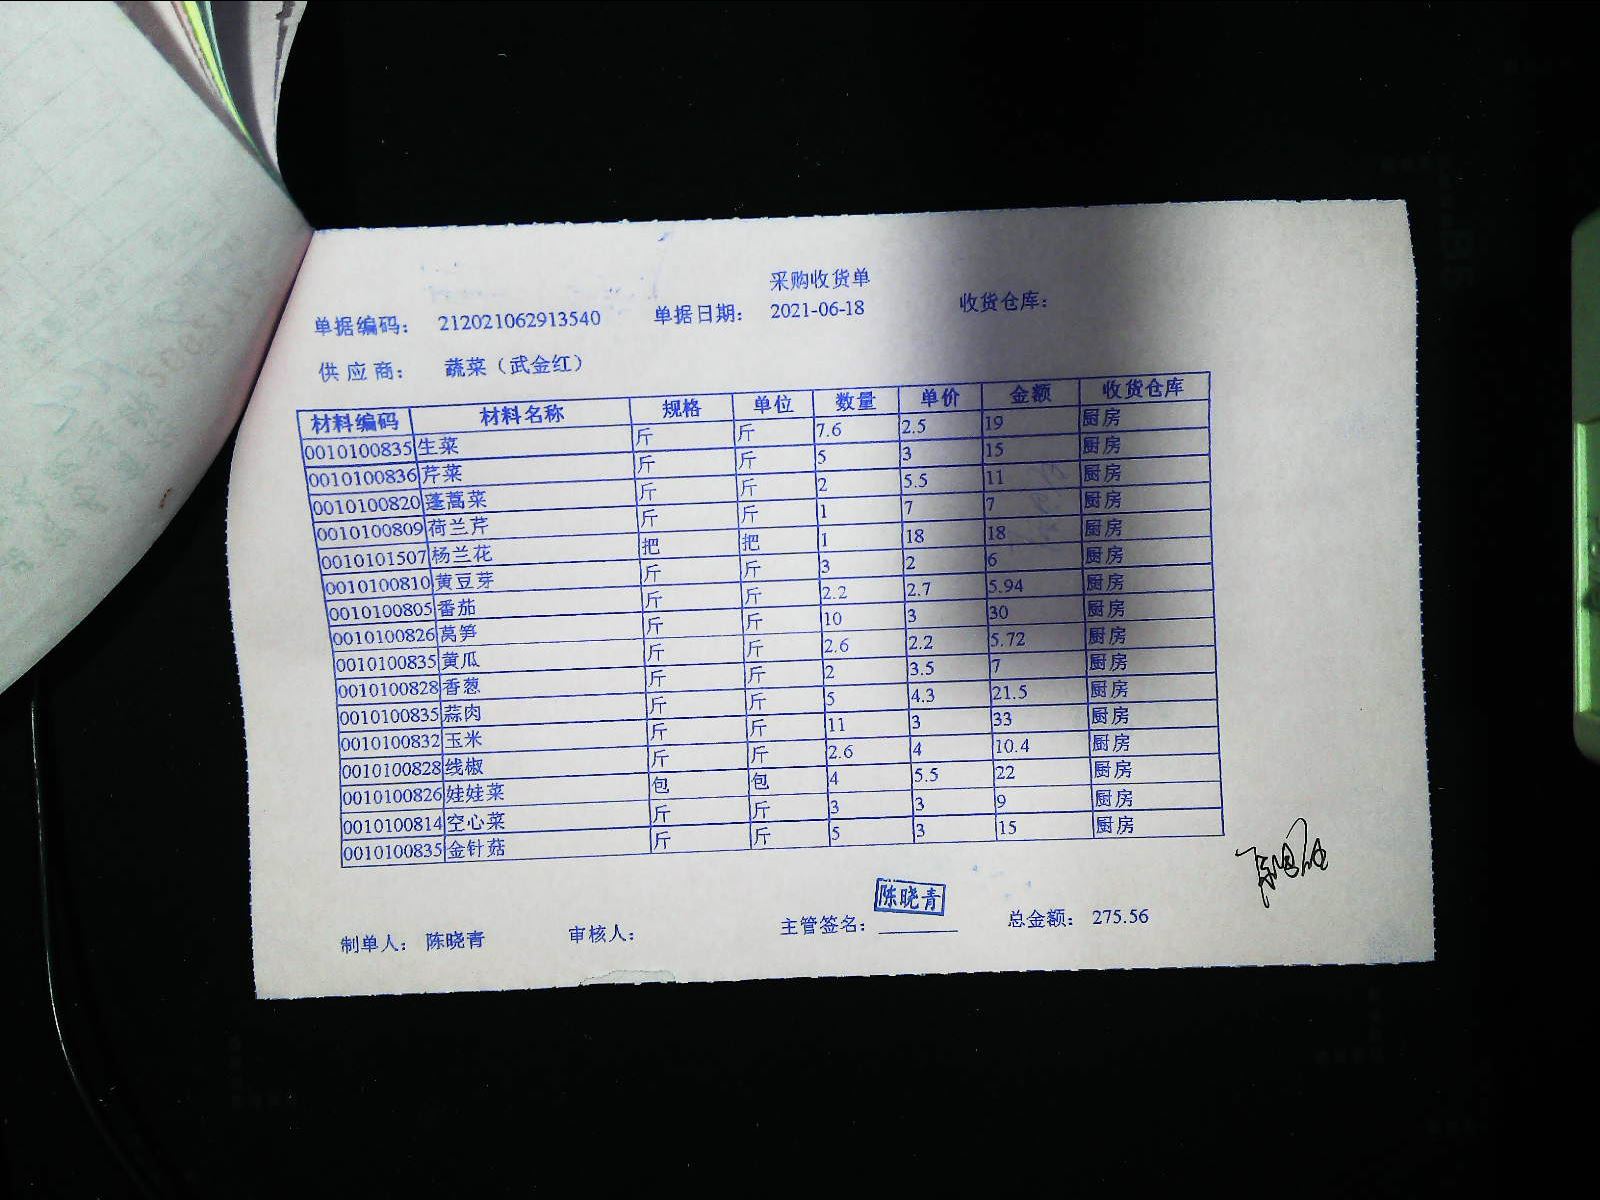 采购收货单
单据编码： 212021062913540 单据日期： 2021-06-18 收货仓库：
供应商： 蔬菜（武金红）
材料编码 材料名称 规格 单位 数量 单价 金额 收货仓库
0010100835 生菜 斤 斤 7.6 2.5 19 厨房
0010100836 芹菜 斤 斤 5 3 15 厨房
0010100820 蓬蒿菜 斤 斤 2 5.5 11 厨房
0010100809 荷兰芹 斤 斤 1 7 7 厨房
0010101507 杨兰花 把 把 1 18 18 厨房
0010100810 黄豆芽 斤 斤 3 2 6 厨房
0010100805 番茄 斤 斤 2.2 2.7 5.94 厨房
0010100826 莴笋 斤 斤 10 3 30 厨房
0010100835 黄瓜 斤 斤 2.6 2.2 5.72 厨房
0010100828 香葱 斤 斤 2 3.5 7 厨房
0010100835 蒜肉 斤 斤 5 4.3 21.5 厨房
0010100832 玉米 斤 斤 11 3 33 厨房
0010100828 线椒 斤 斤 2.6 4 10.4 厨房
0010100826 娃娃菜 包 包 4 5.5 22 厨房
0010100814 空心菜 斤 斤 3 3 9 厨房
0010100835 金针菇 斤 斤 5 3 15 厨房
陈晓青
制单人： 陈晓青 审核人： 主管签名： 总金额： 275.56